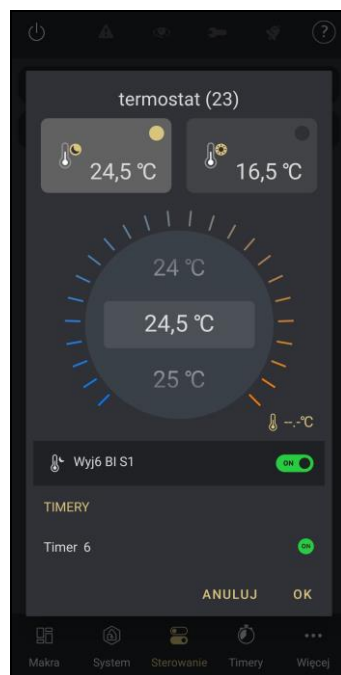 ?
termostat (23)
24,5 °C
16,5 °C
24 °C
24,5 °C
25 °C
--.-°C
Wyj6 BI S1
ON
TIMERY
Timer 6
ON
ANULUJ OK
Makra System Sterowanie Timery Więcej